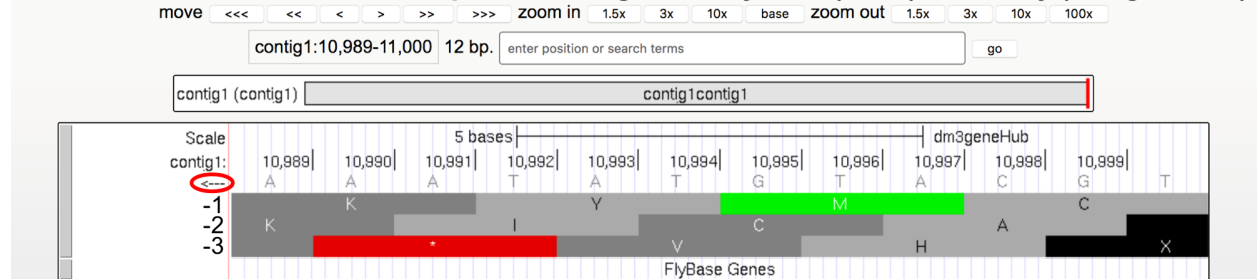 move <<< << < > >> >>> zoom in 1.5x 3x 10x base zoom out 1.5x 3x 10x 100x
contig1:10,989-11,000 12 bp. enter position or search terms go
contig1 (contig1) contig1contig1
Scale 5 bases dm3geneHub
contig1: 10,989 10,990 10,991 10,992 10,993 10,994 10,995 10,996 10,997 10,998 10,999
<--- A A A T A T G T A C G T
-1 K Y M C
-2 K I C A
-3 * V H X
FlyBase Genes